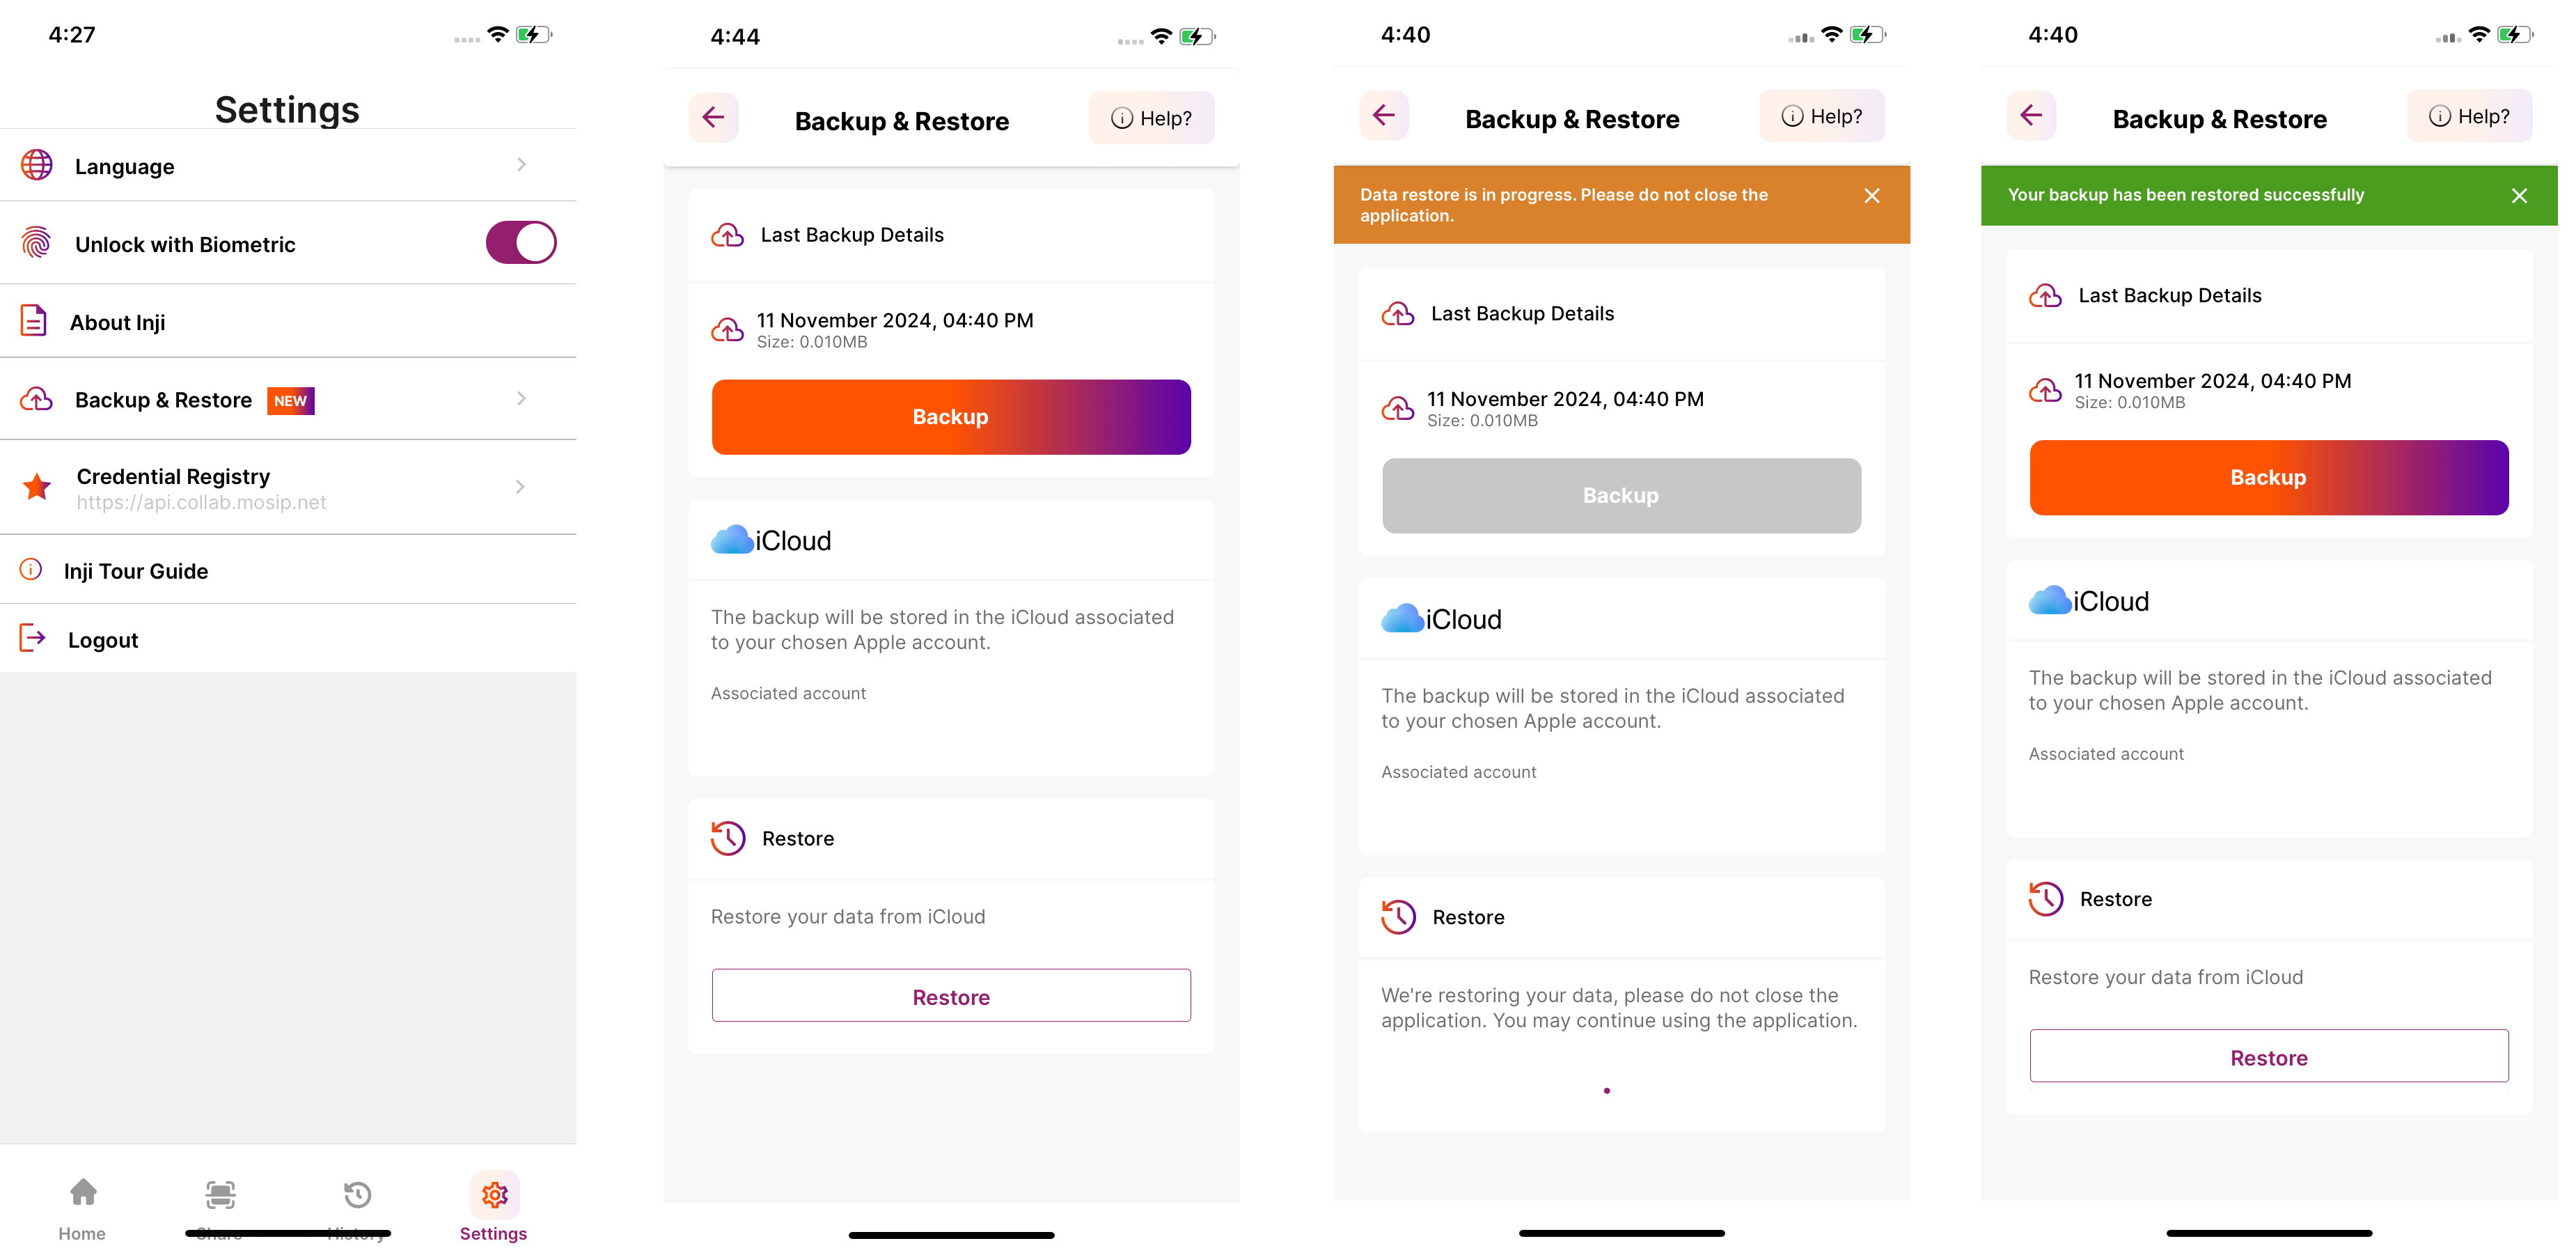 4:27
Settings
Language
Unlock with Biometric
About Inji
Backup & Restore NEW
Credential Registry
https://api.collab.mosip.net
Inji Tour Guide
Logout
Home
Share
History
Settings
4:44
Backup & Restore
Help?
Last Backup Details
11 November 2024, 04:40 PM
Size: 0.010MB
Backup
iCloud
The backup will be stored in the iCloud associated
to your chosen Apple account.
Associated account
Restore
Restore your data from iCloud
Restore
4:40
Backup & Restore
Help?
Data restore is in progress. Please do not close the
application.
Last Backup Details
11 November 2024, 04:40 PM
Size: 0.010MB
Backup
iCloud
The backup will be stored in the iCloud associated
to your chosen Apple account.
Associated account
Restore
We're restoring your data, please do not close the
application. You may continue using the application.
4:40
Backup & Restore
Help?
Your backup has been restored successfully
Last Backup Details
11 November 2024, 04:40 PM
Size: 0.010MB
Backup
iCloud
The backup will be stored in the iCloud associated
to your chosen Apple account.
Associated account
Restore
Restore your data from iCloud
Restore